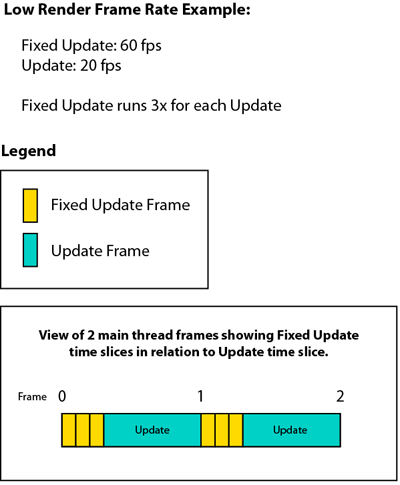 Low Render Frame Rate Example:
Fixed Update: 60 fps
Update: 20 fps
Fixed Update runs 3x for each Update
Legend
Fixed Update Frame
Update Frame
View of 2 main thread frames showing Fixed Update
time slices in relation to Update time slice.
Frame 0 1 2
Update Update